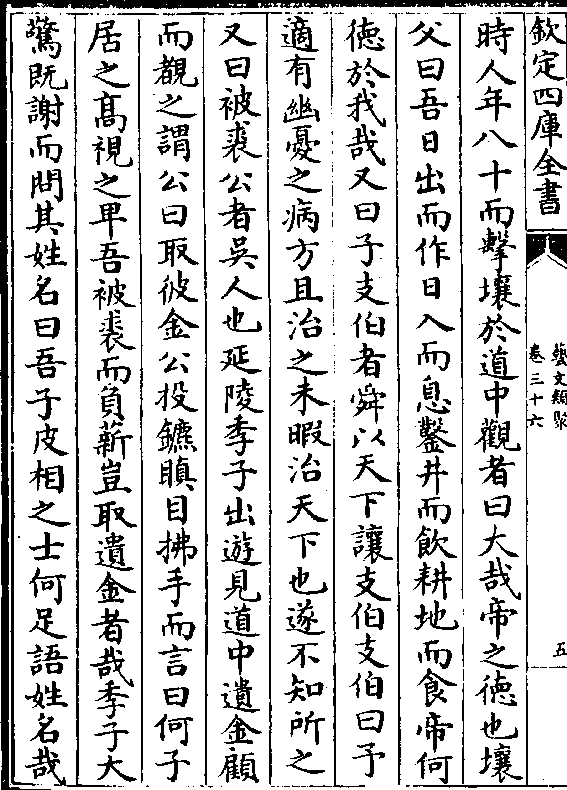 欽定四庫全書
藝文類聚
卷三十六
五
時人年八十而擊壤於道中觀者曰大哉帝之徳也壤
父曰吾日出而作日入而息鑿井而飲耕地而食帝何
徳於我哉又曰子支伯者舜以天下讓支伯支伯曰予
適有幽憂之病方且治之未暇治天下也遂不知所之
又曰被裘公者吳人也延陵季子出遊見道中遺金顧
而覩之謂公曰取彼金公投鐮瞋目拂手而言曰何子
居之髙視之卑吾被裘而負薪豈取遺金者哉季子大
驚既謝而問其姓名曰吾子皮相之士何足語姓名哉